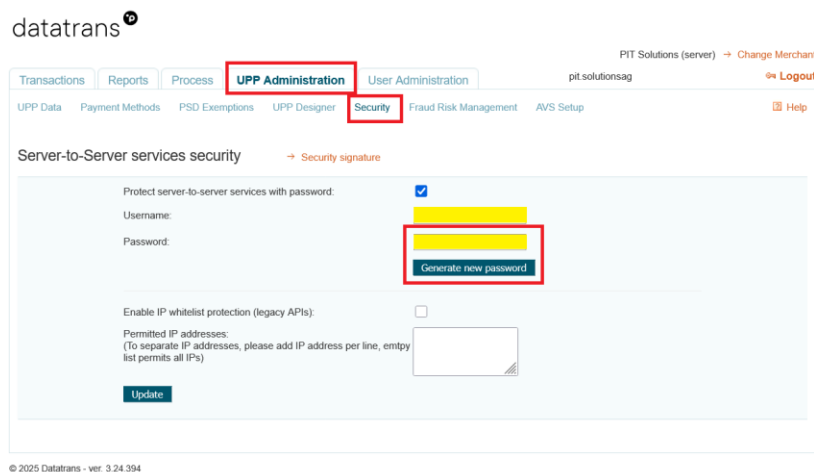 datatrans
PIT Solutions (server) → Change Merchant
Transactions Reports Process UPP Administration User Administration pit.solutionsag Logout
UPP Data Payment Methods PSD Exemptions UPP Designer Security Fraud Risk Management AVS Setup Help
Server-to-Server services security → Security signature
Protect server-to-server services with password:
Username:
Password:
Generate new password
Enable IP whitelist protection (legacy APIs):
Permitted IP addresses:
(To separate IP addresses, please add IP address per line, emtpy
list permits all IPs)
Update
© 2025 Datatrans - ver. 3.24.394